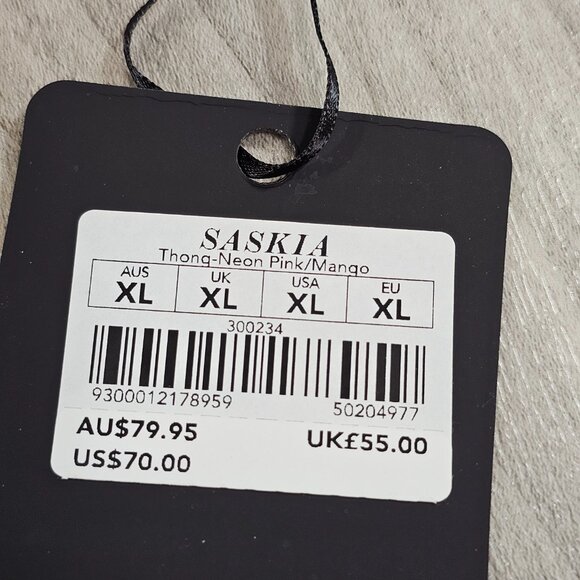 SASKIA
Thong-Neon Pink/Mango
AUS UK USA EU
XL XL XL XL
300234
9300012178959 50204977
AU$79.95 UK£55.00
US$70.00